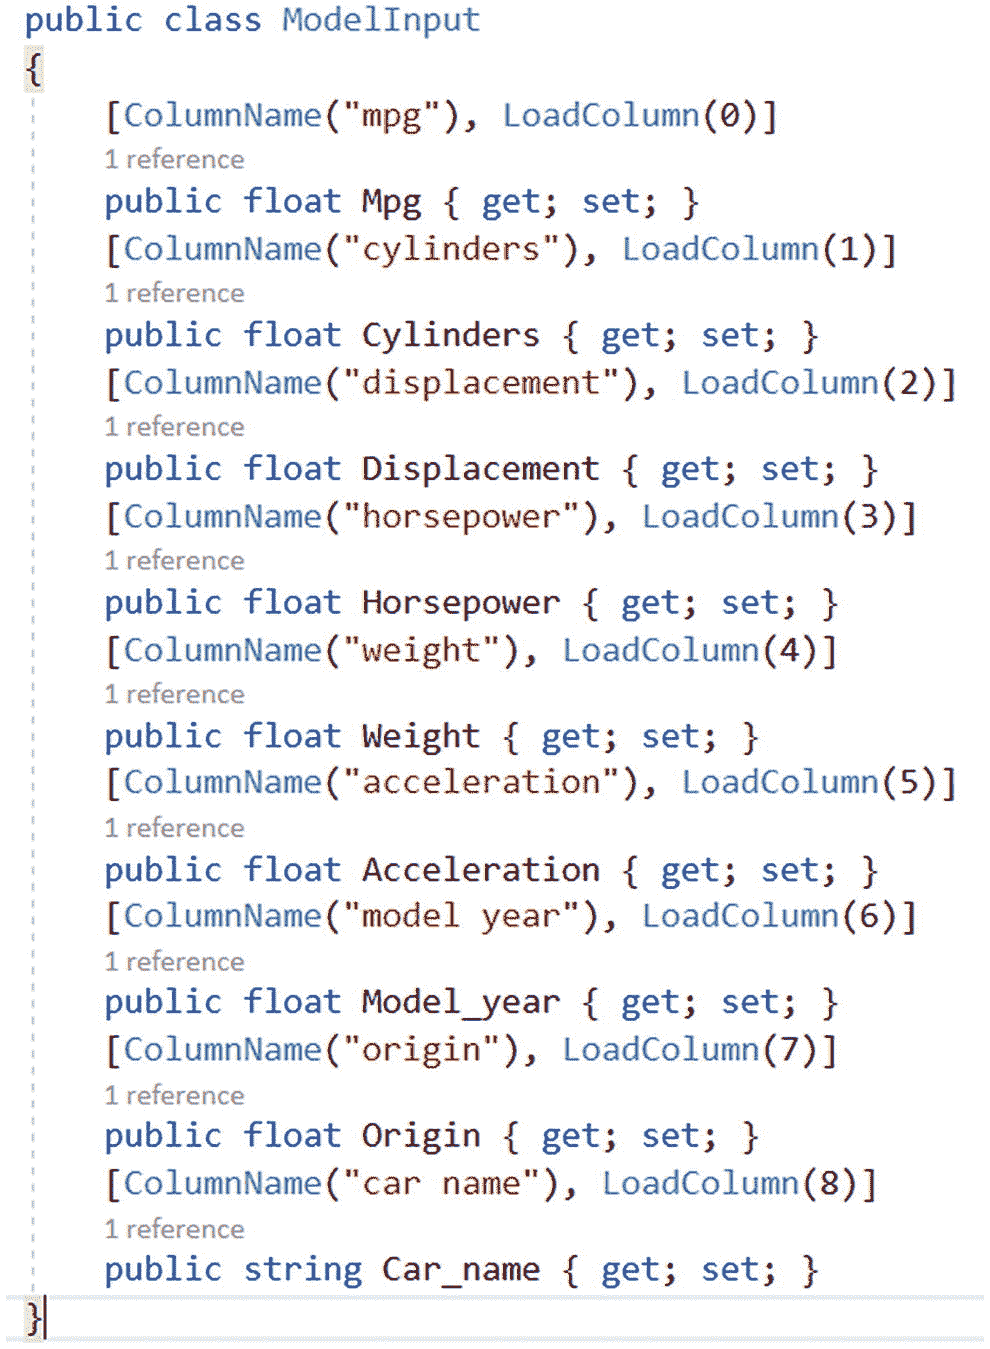 public class ModelInput
{
[ColumnName("mpg"), LoadColumn(0)]
1 reference
public float Mpg { get; set; }
[ColumnName("cylinders"), LoadColumn(1)]
1 reference
public float Cylinders { get; set; }
[ColumnName("displacement"), LoadColumn(2)]
1 reference
public float Displacement { get; set; }
[ColumnName("horsepower"), LoadColumn(3)]
1 reference
public float Horsepower { get; set; }
[ColumnName("weight"), LoadColumn(4)]
1 reference
public float Weight { get; set; }
[ColumnName("acceleration"), LoadColumn(5)]
1 reference
public float Acceleration { get; set; }
[ColumnName("model year"), LoadColumn(6)]
1 reference
public float Model_year { get; set; }
[ColumnName("origin"), LoadColumn(7)]
1 reference
public float Origin { get; set; }
[ColumnName("car name"), LoadColumn(8)]
1 reference
public string Car_name { get; set; }
}